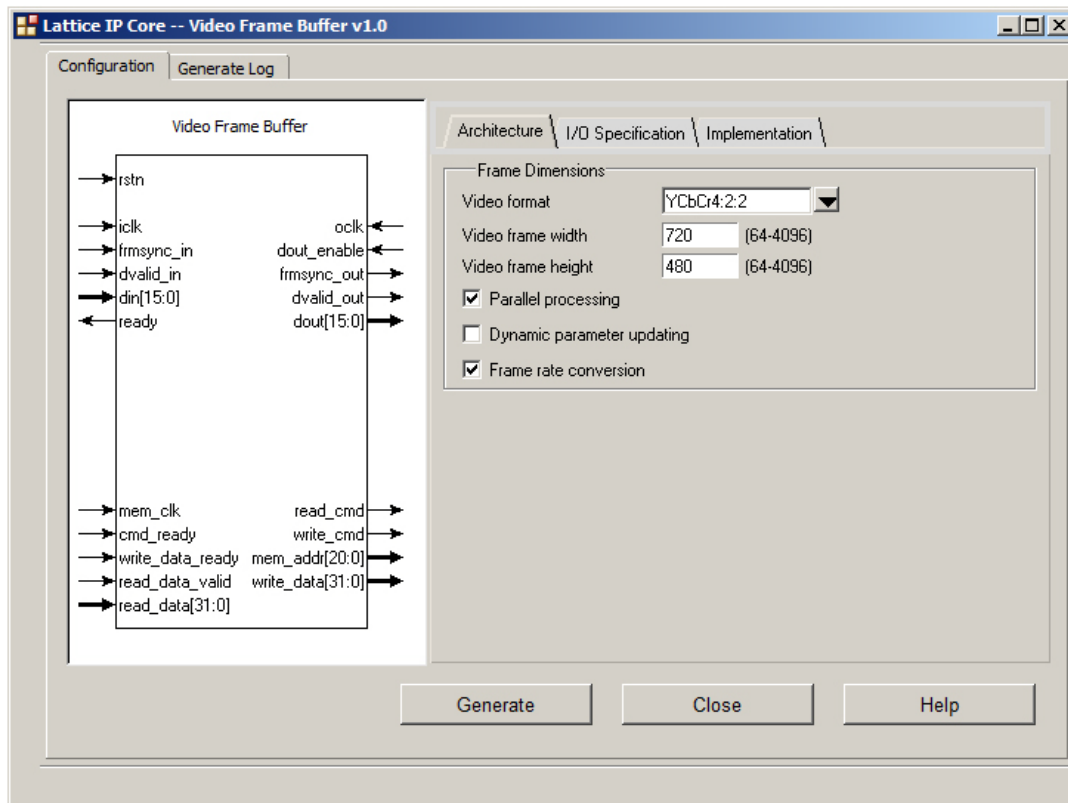 Lattice IP Core -- Video Frame Buffer v1.0
Configuration
Generate Log
Video Frame Buffer
rstn
iclk
oclk
frmsync_in
dout_enable
dvalid_in
frmsync_out
din[15:0]
dvalid_out
ready
dout[15:0]
mem_clk
read_cmd
cmd_ready
write_cmd
write_data_ready
mem_addr[20:0]
read_data_valid
write_data[31:0]
read_data[31:0]
Architecture
I/O Specification
Implementation
Frame Dimensions
Video format YCbCr4:2:2
Video frame width 720 (64-4096)
Video frame height 480 (64-4096)
Parallel processing
Dynamic parameter updating
Frame rate conversion
Generate
Close
Help